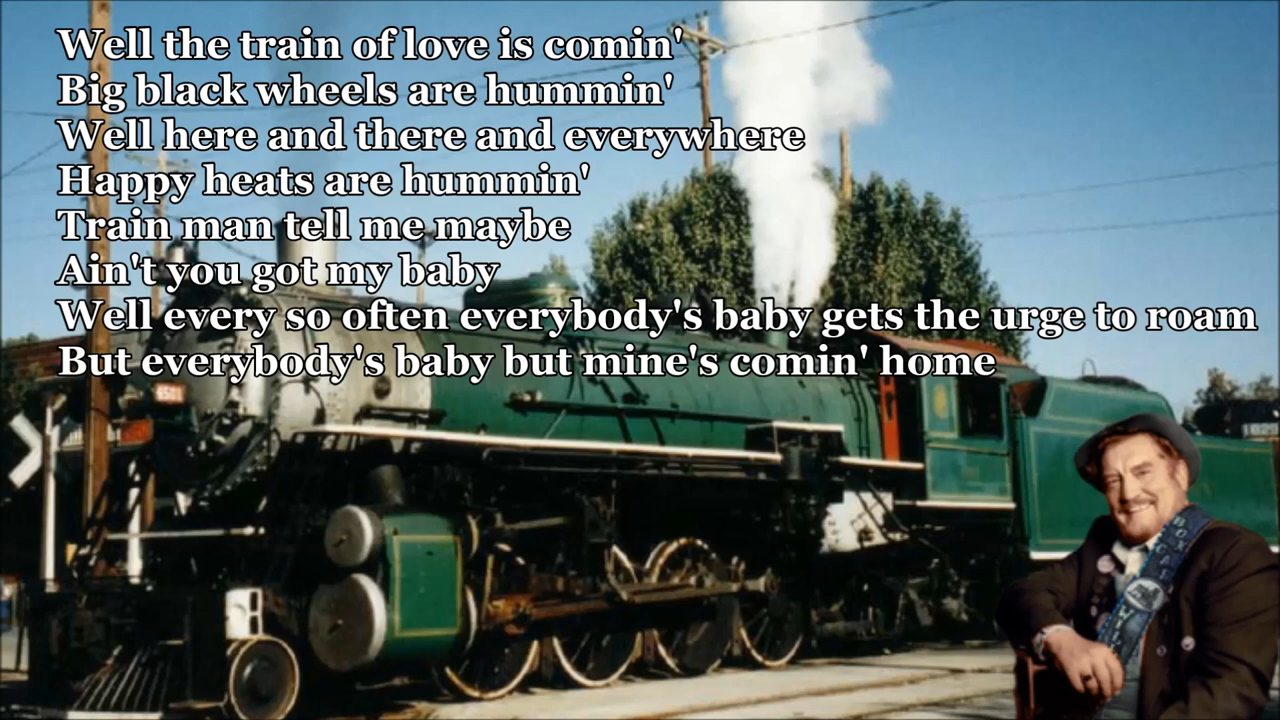 Well the train of love is comin'
Big black wheels are hummin'
Well here and there and everywhere
Happy heats are hummin'
Train man tell me maybe
Ain't you got my baby
Well every so often everybody's baby gets the urge to roam
But everybody's baby but mine's comin' home
BOXCAR
WILLIE